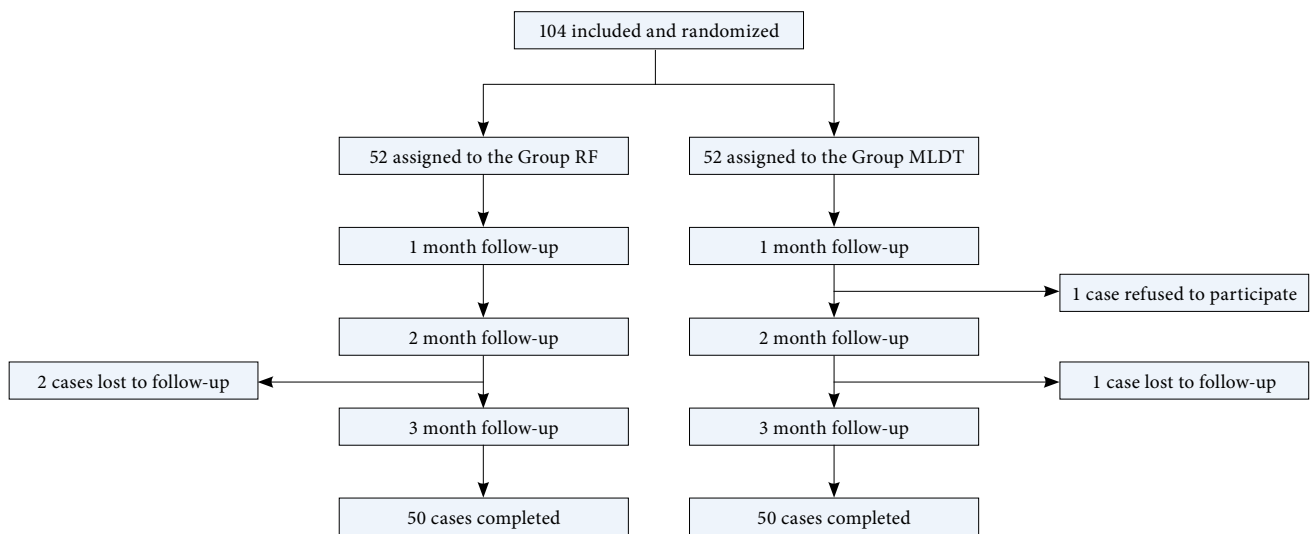 104 included and randomized
52 assigned to the Group RF
52 assigned to the Group MLDT
1 month follow-up
1 month follow-up
1 case refused to participate
2 month follow-up
2 month follow-up
2 cases lost to follow-up
1 case lost to follow-up
3 month follow-up
3 month follow-up
50 cases completed
50 cases completed